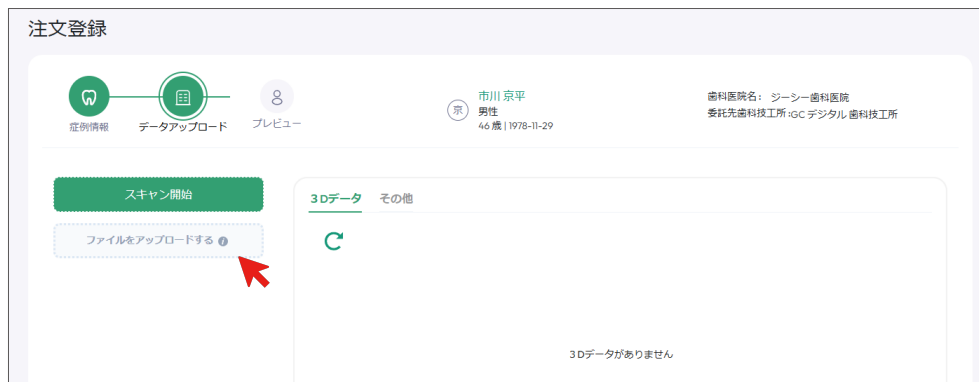 注文登録
症例情報
データアップロード
プレビュー
京
市川 京平
男性
46 歳 | 1978-11-29
歯科医院名： ジーシー歯科医院
委託先歯科技工所 :GC デジタル 歯科技工所
スキャン開始
ファイルをアップロードする i
３Dデータ その他
３Dデータがありません